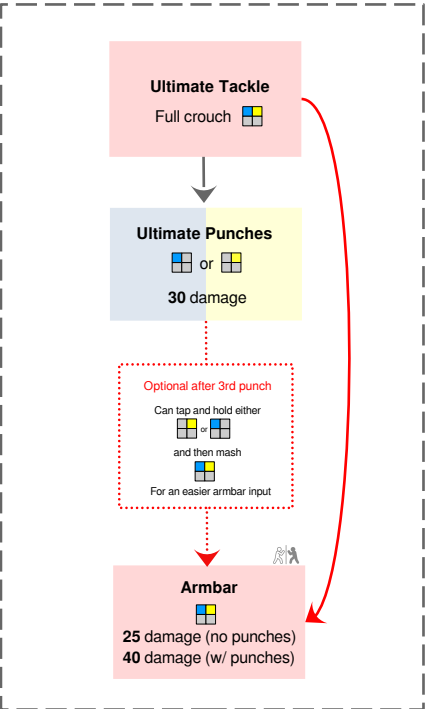 Ultimate Tackle
Full crouch
Ultimate Punches
or
30 damage
Optional after 3rd punch
Can tap and hold either
or
and then mash
For an easier armbar input
Armbar
25 damage (no punches)
40 damage (w/ punches)